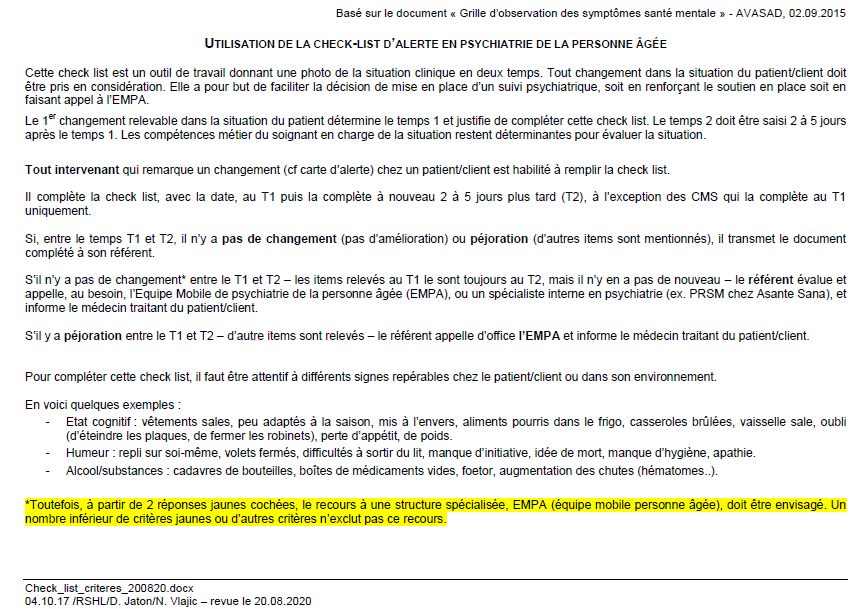 Basé sur le document « Grille d'observation des symptômes santé mentale » - AVASAD, 02.09.2015
UTILISATION DE LA CHECK-LIST D'ALERTE EN PSYCHIATRIE DE LA PERSONNE ÂGÉE
Cette check list est un outil de travail donnant une photo de la situation clinique en deux temps. Tout changement dans la situation du patient/client doit
être pris en considération. Elle a pour but de faciliter la décision de mise en place d'un suivi psychiatrique, soit en renforçant le soutien en place soit en
faisant appel à l'EMPA.
Le 1er changement relevable dans la situation du patient détermine le temps 1 et justifie de compléter cette check list. Le temps 2 doit être saisi 2 à 5 jours
après le temps 1. Les compétences métier du soignant en charge de la situation restent déterminantes pour évaluer la situation.
Tout intervenant qui remarque un changement (cf carte d'alerte) chez un patient/client est habilité à remplir la check list.
Il complète la check list, avec la date, au T1 puis la complète à nouveau 2 à 5 jours plus tard (T2), à l'exception des CMS qui la complète au T1
uniquement.
Si, entre le temps T1 et T2, il n'y a pas de changement (pas d'amélioration) ou péjoration (d'autres items sont mentionnés), il transmet le document
complété à son référent.
S'il n'y a pas de changement* entre le T1 et T2 – les items relevés au T1 le sont toujours au T2, mais il n'y en a pas de nouveau – le référent évalue et
appelle, au besoin, l'Equipe Mobile de psychiatrie de la personne âgée (EMPA), ou un spécialiste interne en psychiatrie (ex. PRSM chez Asante Sana), et
informe le médecin traitant du patient/client.
S'il y a péjoration entre le T1 et T2 – d'autre items sont relevés – le référent appelle d'office l'EMPA et informe le médecin traitant du patient/client.
Pour compléter cette check list, il faut être attentif à différents signes repérables chez le patient/client ou dans son environnement.
En voici quelques exemples :
- Etat cognitif : vêtements sales, peu adaptés à la saison, mis à l'envers, aliments pourris dans le frigo, casseroles brûlées, vaisselle sale, oubli
(d'éteindre les plaques, de fermer les robinets), perte d'appétit, de poids.
- Humeur : repli sur soi-même, volets fermés, difficultés à sortir du lit, manque d'initiative, idée de mort, manque d'hygiène, apathie.
- Alcool/substances : cadavres de bouteilles, boîtes de médicaments vides, foetor, augmentation des chutes (hématomes..).
*Toutefois, à partir de 2 réponses jaunes cochées, le recours à une structure spécialisée, EMPA (équipe mobile personne âgée), doit être envisagé. Un
nombre inférieur de critères jaunes ou d'autres critères n'exclut pas ce recours.
Check_list_criteres_200820.docx
04.10.17 /RSHL/D. Jaton/N. Vlajic – revue le 20.08.2020